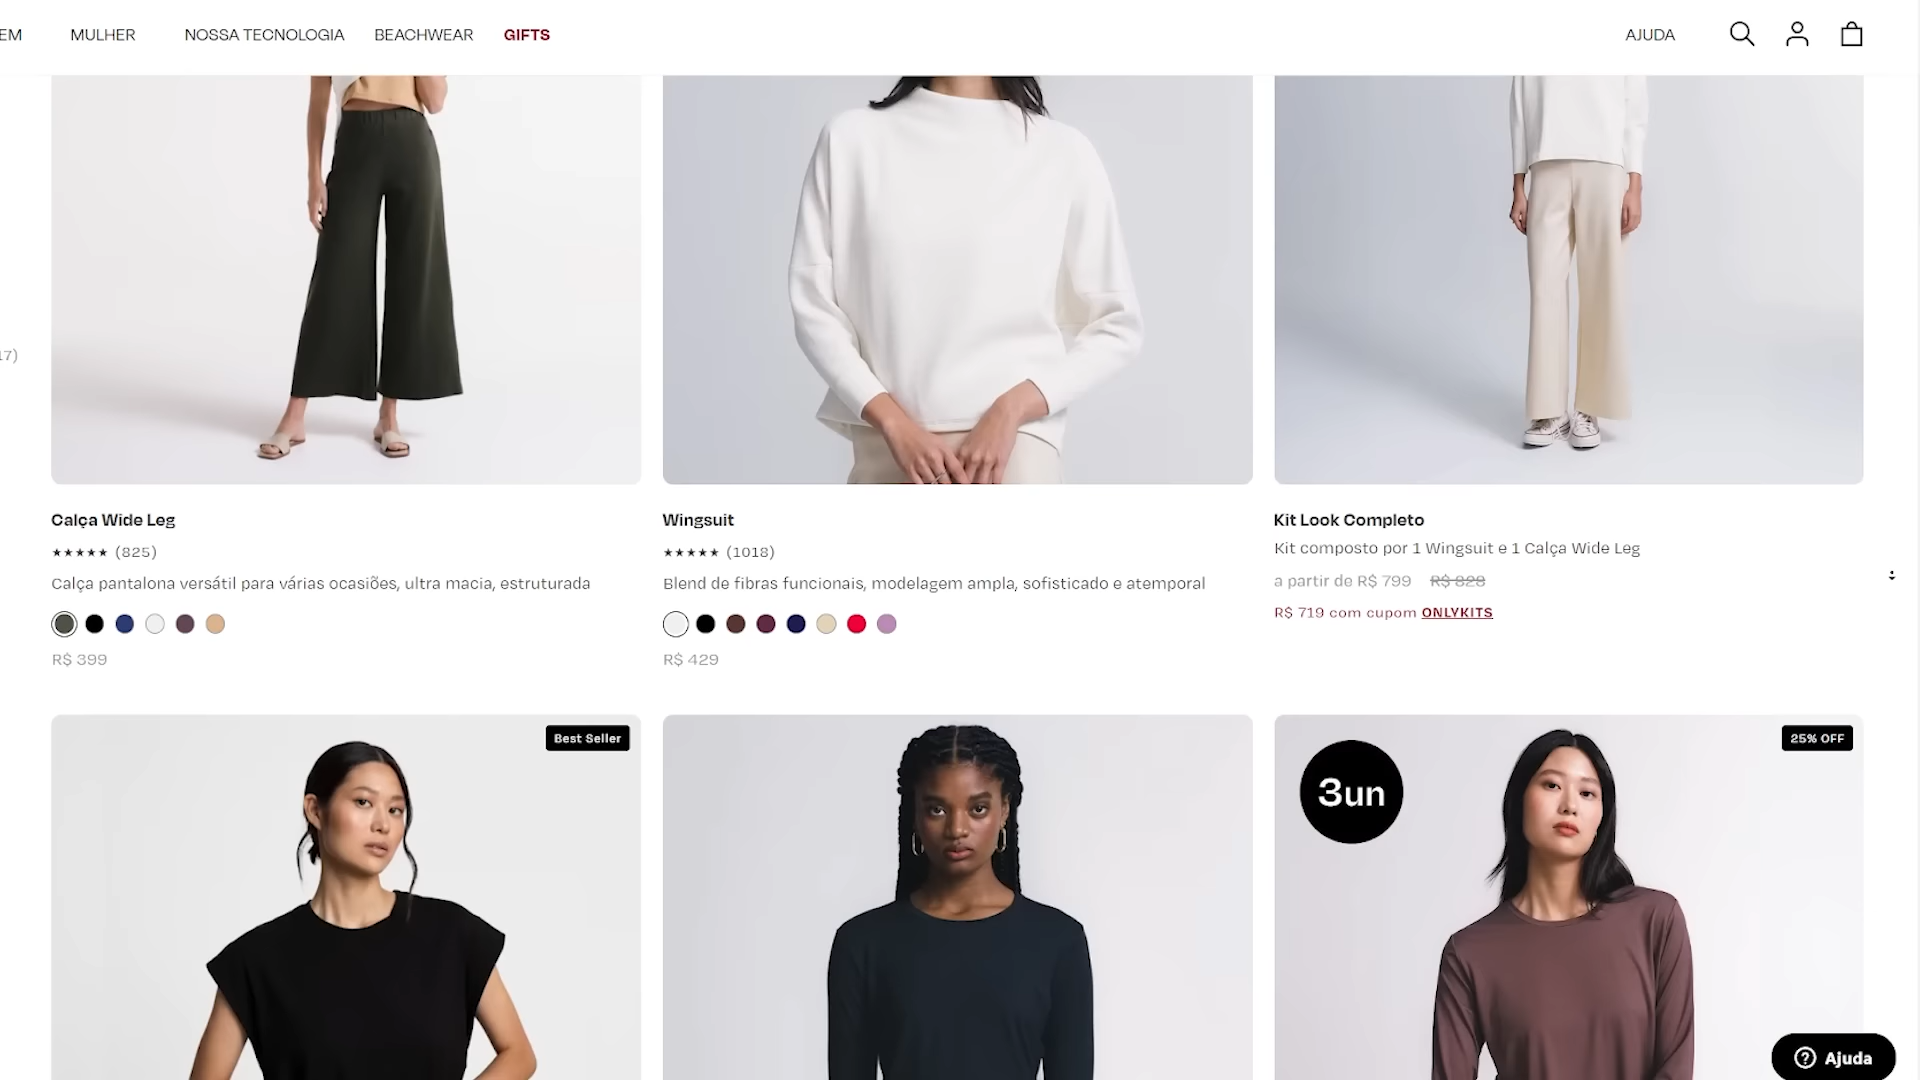 EM MULHER NOSSA TECNOLOGIA BEACHWEAR GIFTS AJUDA
17)
Calça Wide Leg
★★★★★ (825)
Calça pantalona versátil para várias ocasiões, ultra macia, estruturada
R$ 399
Wingsuit
★★★★★ (1018)
Blend de fibras funcionais, modelagem ampla, sofisticado e atemporal
R$ 429
Kit Look Completo
Kit composto por 1 Wingsuit e 1 Calça Wide Leg
a partir de R$ 799 R$ 828
R$ 719 com cupom ONLYKITS
Best Seller
3un
25% OFF
? Ajuda